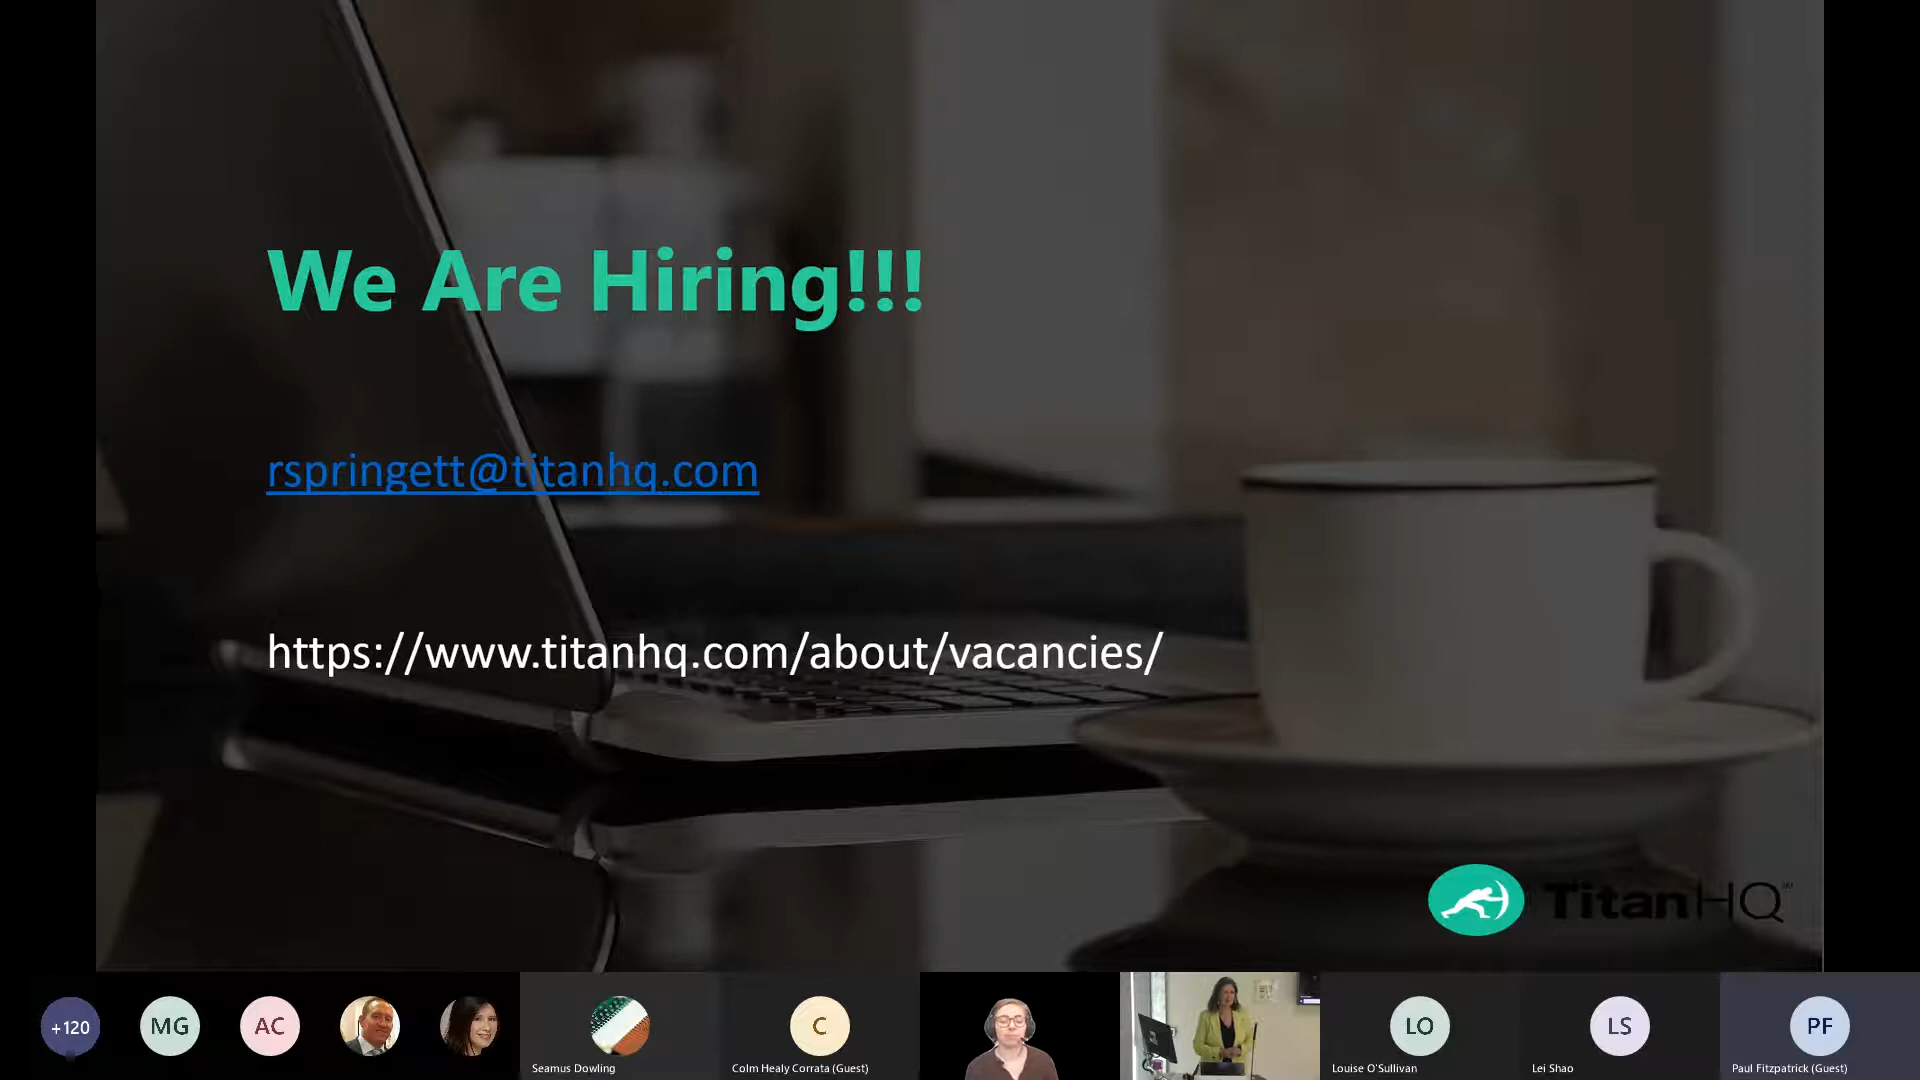 We Are Hiring!!!
rspringett@titanhq.com
https://www.titanhq.com/about/vacancies/
TitanHQ℠
+120
MG
AC
C
LO
LS
PF
Seamus Dowling
Colm Healy Corrata (Guest)
Louise O'Sullivan
Lei Shao
Paul Fitzpatrick (Guest)